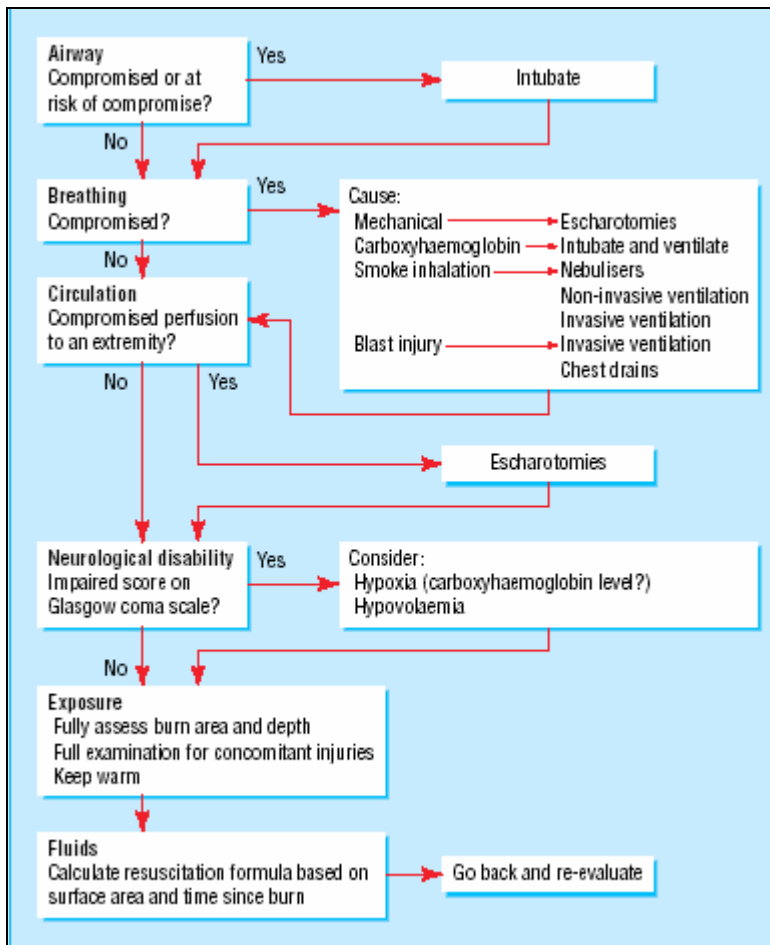 Airway
Compromised or at
risk of compromise?
Yes
Intubate
No
Breathing
Compromised?
Yes
Cause:
Mechanical Escharotomies
Carboxyhaemoglobin Intubate and ventilate
Smoke inhalation Nebulisers
Non-invasive ventilation
Invasive ventilation
Blast injury Invasive ventilation
Chest drains
No
Circulation
Compromised perfusion
to an extremity?
No
Yes
Escharotomies
Neurological disability
Impaired score on
Glasgow coma scale?
Yes
Consider:
Hypoxia (carboxyhaemoglobin level?)
Hypovolaemia
No
Exposure
Fully assess burn area and depth
Full examination for concomitant injuries
Keep warm
Fluids
Calculate resuscitation formula based on
surface area and time since burn
Go back and re-evaluate